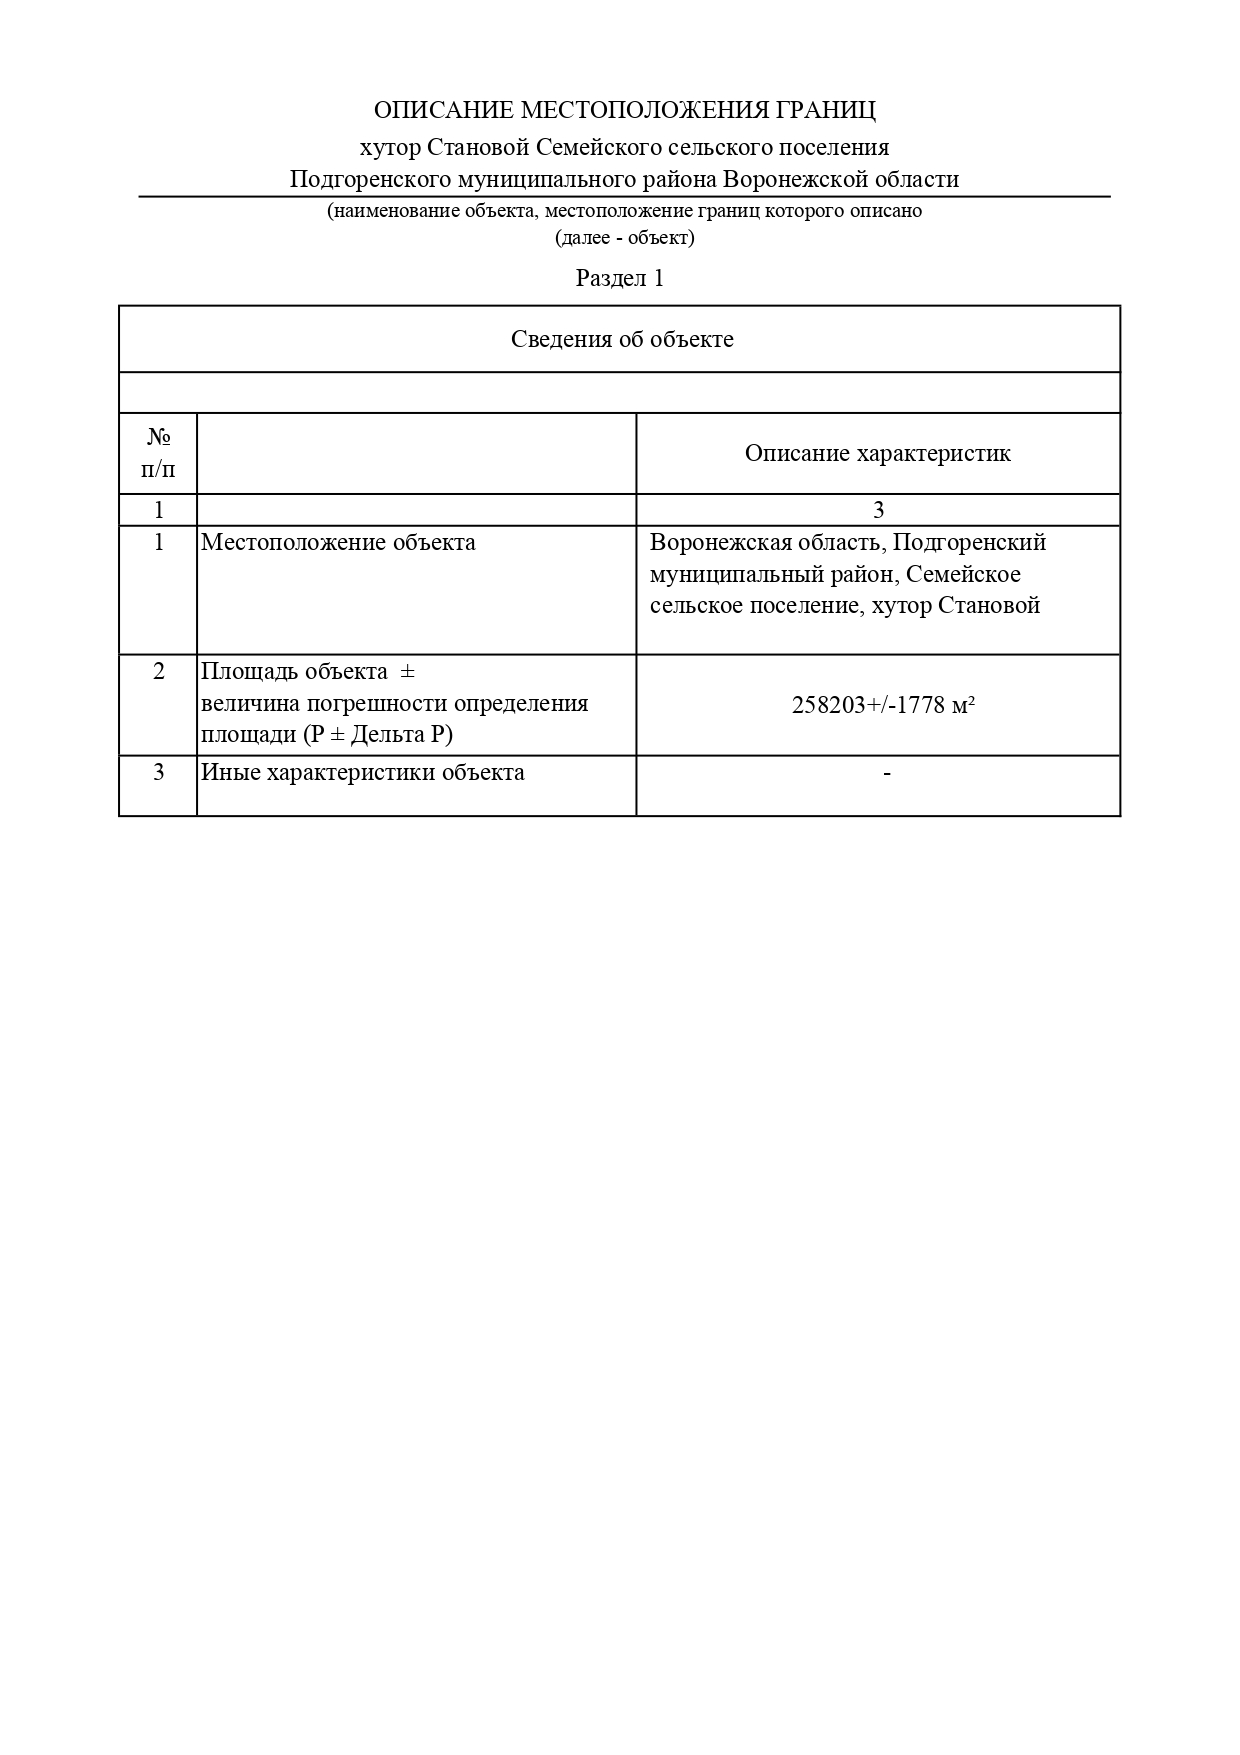 ОПИСАНИЕ МЕСТОПОЛОЖЕНИЯ ГРАНИЦ
хутор Становой Семейского сельского поселения
Подгоренского муниципального района Воронежской области
(наименование объекта, местоположение границ которого описано
(далее - объект)
Раздел 1
Сведения об объекте
№
п/п
Описание характеристик
1
3
1
Местоположение объекта
Воронежская область, Подгоренский
муниципальный район, Семейское
сельское поселение, хутор Становой
2
Площадь объекта ±
величина погрешности определения
площади (Р ± Дельта Р)
258203+/-1778 м²
3
Иные характеристики объекта
-